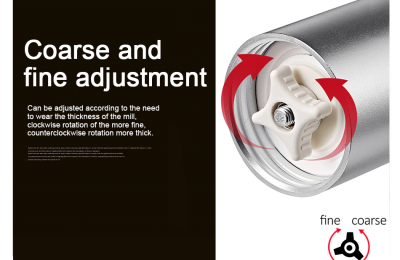 Coarse and
fine adjustment
Can be adjusted according to the need
to wear the thickness of the mill,
clockwise rotation of the more fine,
counterclockwise rotation more thick.
fine coarse